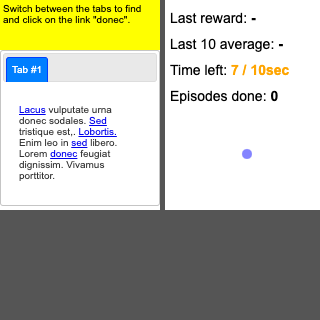 Switch between the tabs to find
and click on the link "donec".
Tab #1
Lacus vulputate urna
donec sodales. Sed
tristique est,. Lobortis.
Enim leo in sed libero.
Lorem donec feugiat
dignissim. Vivamus
porttitor.
Last reward: -
Last 10 average: -
Time left: 7 / 10sec
Episodes done: 0